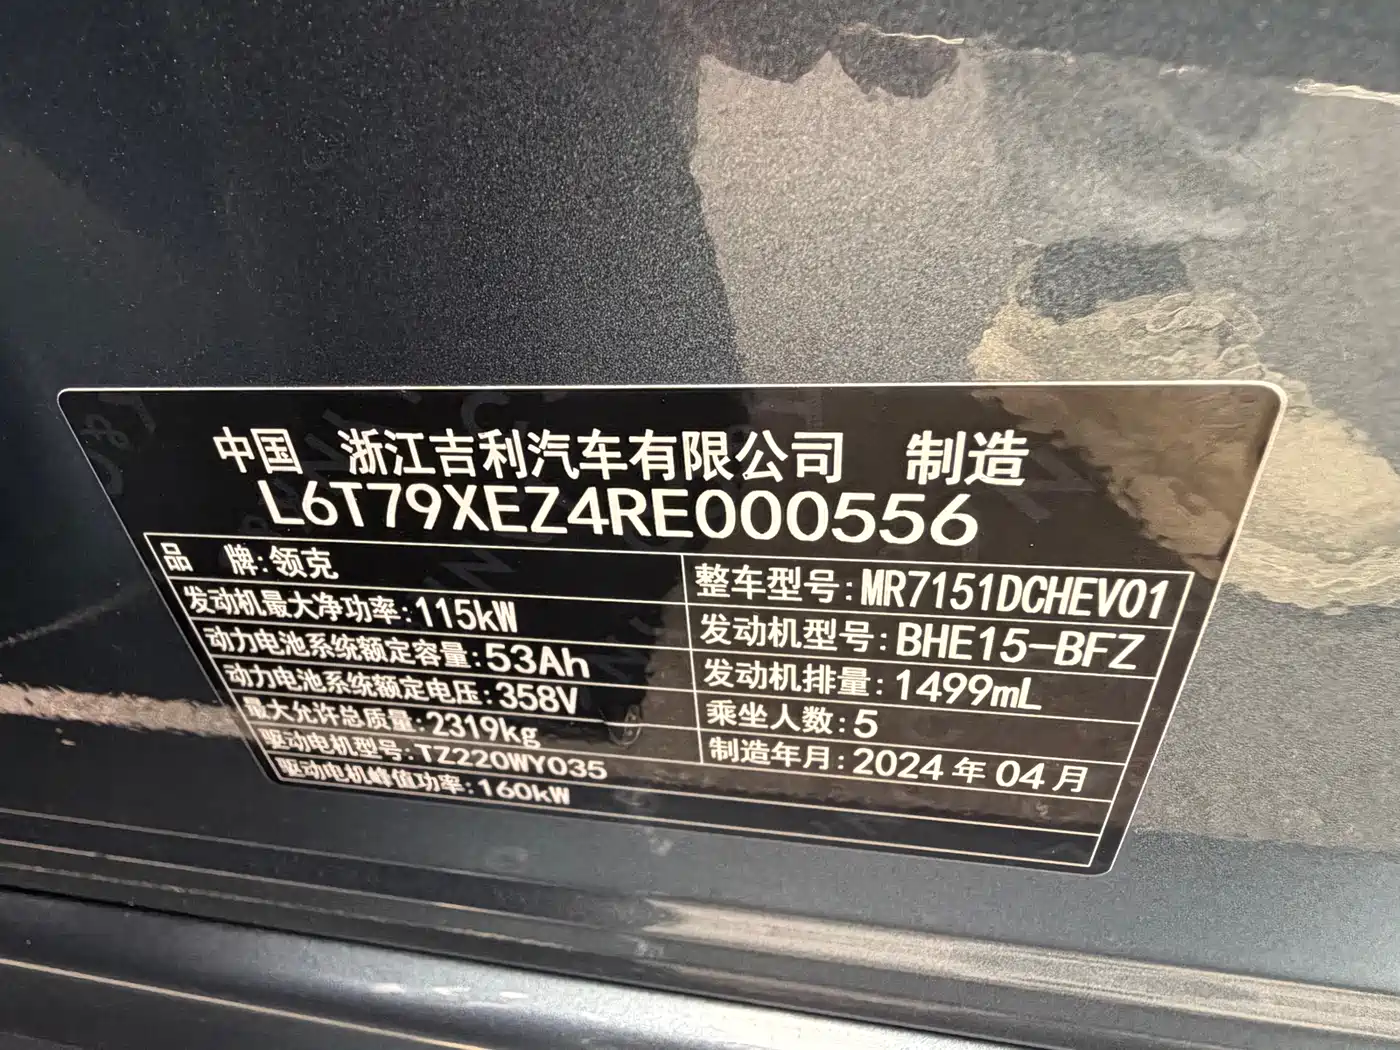 中国 浙江吉利汽车有限公司 制造
L6T79XEZ4RE000556
品 牌:领克
整车型号:MR7151DCHEV01
发动机最大净功率:115kW
发动机型号:BHE15-BFZ
动力电池系统额定容量:53Ah
发动机排量:1499mL
动力电池系统额定电压:358V
乘坐人数:5
最大允许总质量:2319kg
制造年月:2024年04月
驱动电机型号:TZ220WY035
驱动电机峰值功率:160kW